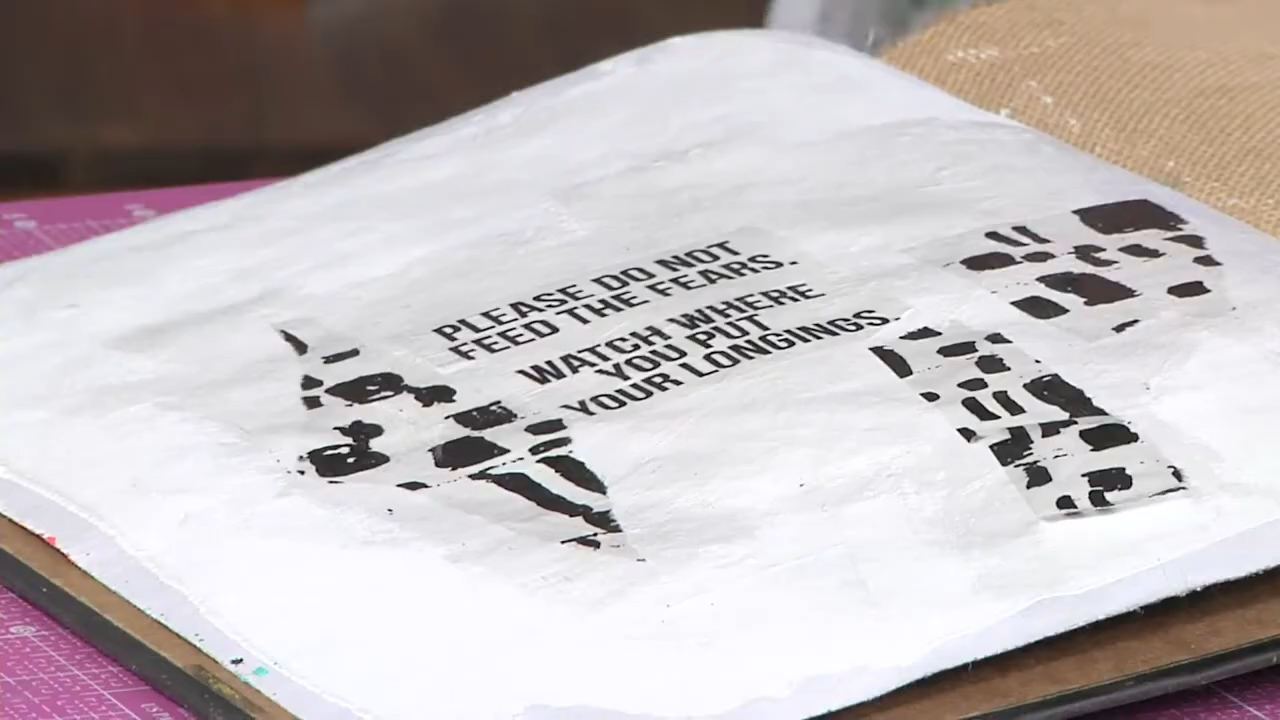 PLEASE DO NOT
FEED THE FEARS.
WATCH WHERE
YOU PUT
YOUR LONGINGS.